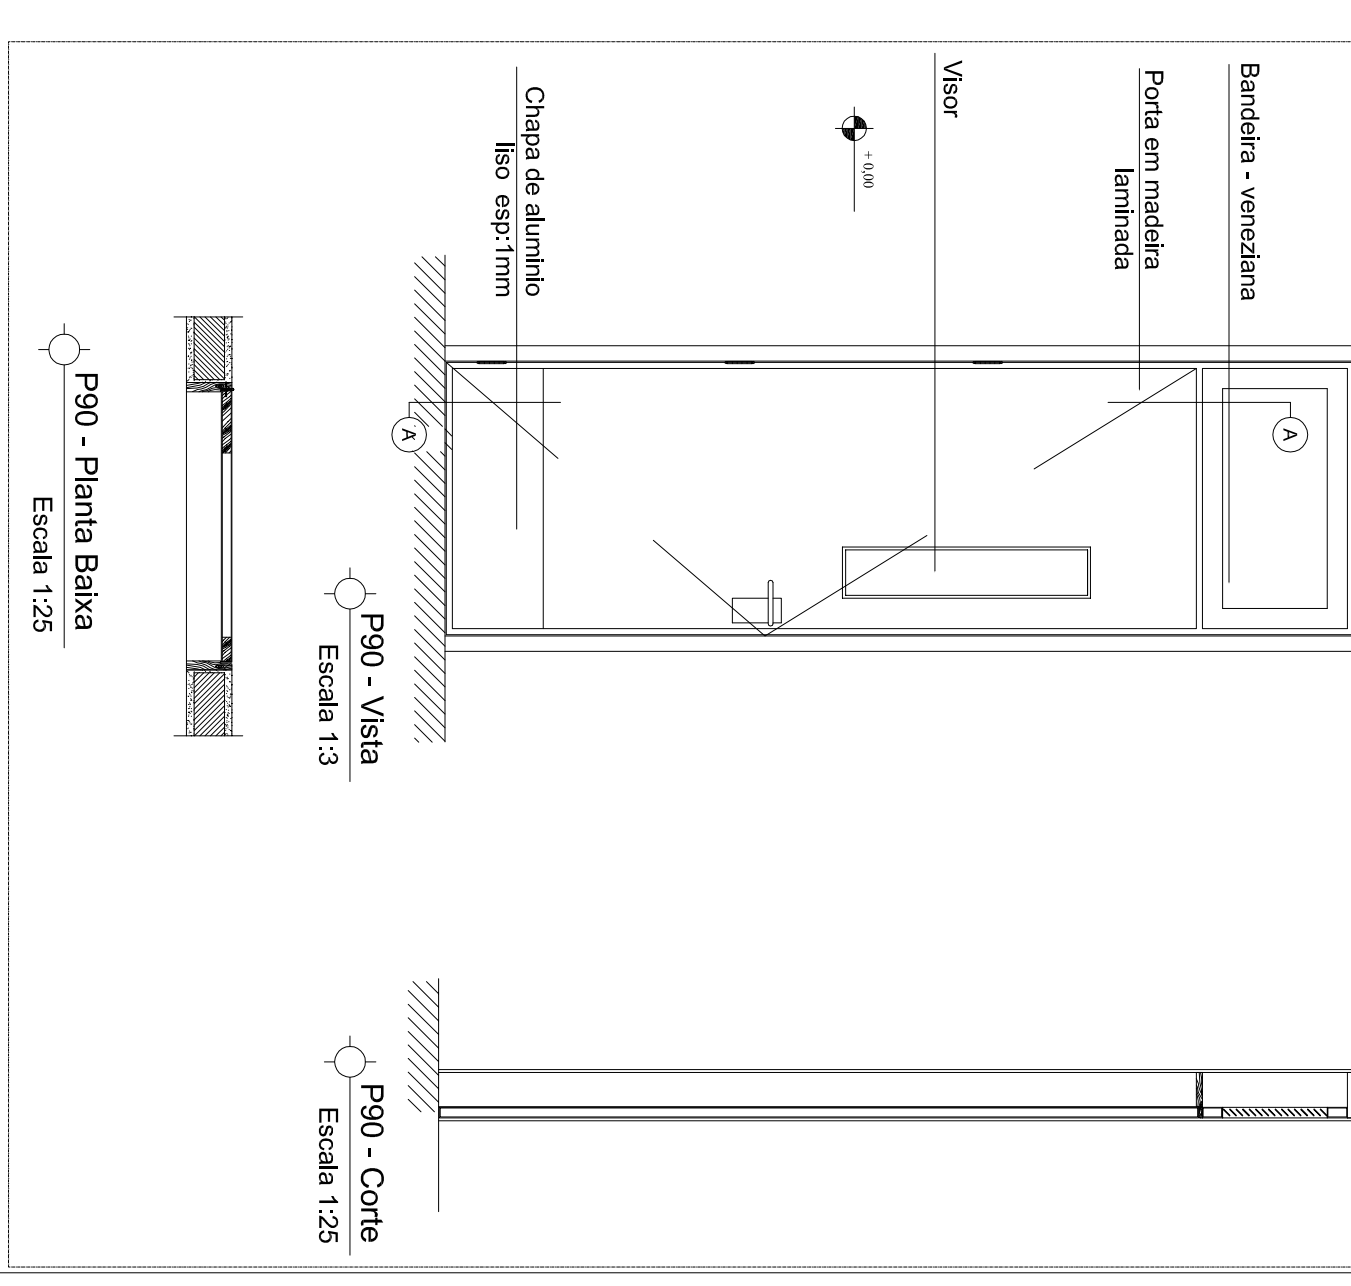 Bandeira - veneziana
Porta em madeira
laminada
Visor
+ 0,00
Chapa de aluminio
liso esp:1mm
A
A
P90 - Vista
Escala 1:3
P90 - Planta Baixa
Escala 1:25
P90 - Corte
Escala 1:25